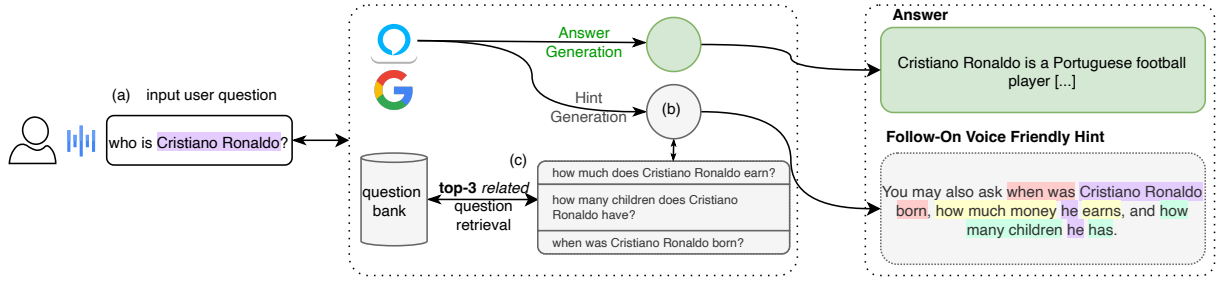 (a) input user question
who is Cristiano Ronaldo?
Answer
Generation
Hint
Generation
(b)
(c)
question
bank
top-3 related
question
retrieval
how much does Cristiano Ronaldo earn?
how many children does Cristiano
Ronaldo have?
when was Cristiano Ronaldo born?
Answer
Cristiano Ronaldo is a Portuguese football
player [...]
Follow-On Voice Friendly Hint
You may also ask when was Cristiano Ronaldo
born, how much money he earns, and how
many children he has.